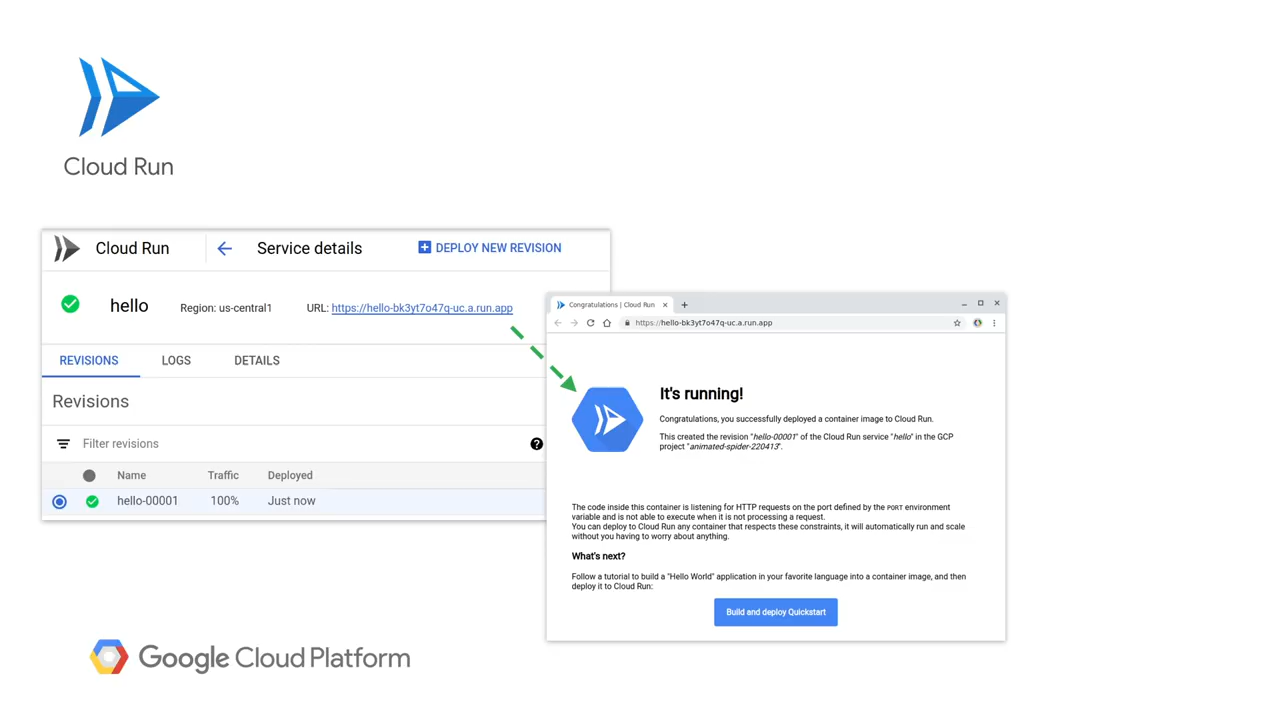 Cloud Run
Cloud Run
Service details
DEPLOY NEW REVISION
hello
Region: us-central1
URL: https://hello-bk3yt7o47q-uc.a.run.app
REVISIONS
LOGS
DETAILS
Revisions
Filter revisions
Name
Traffic
Deployed
hello-00001
100%
Just now
Congratulations | Cloud Run
https://hello-bk3yt7o47q-uc.a.run.app
It's running!
Congratulations, you successfully deployed a container image to Cloud Run.
This created the revision "hello-00001" of the Cloud Run service "hello" in the GCP
project "animated-spider-220413".
The code inside this container is listening for HTTP requests on the port defined by the PORT environment
variable and is not able to execute when it is not processing a request.
You can deploy to Cloud Run any container that respects these constraints, it will automatically run and scale
without you having to worry about anything.
What's next?
Follow a tutorial to build a "Hello World" application in your favorite language into a container image, and then
deploy it to Cloud Run:
Build and deploy Quickstart
Google Cloud Platform